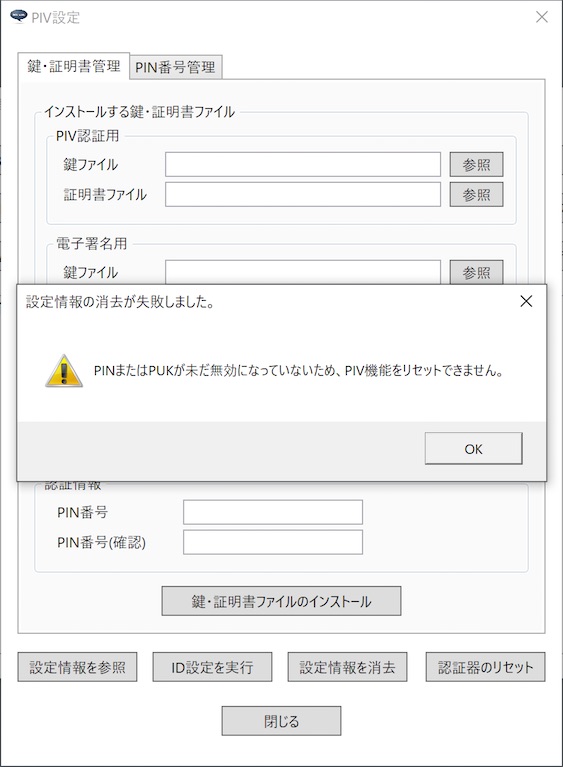 PIV設定
鍵・証明書管理
PIN番号管理
インストールする鍵・証明書ファイル
PIV認証用
鍵ファイル
参照
証明書ファイル
参照
電子署名用
鍵ファイル
参照
設定情報の消去が失敗しました。
PINまたはPUKが未だ無効になっていないため、PIV機能をリセットできません。
OK
認証情報
PIN番号
PIN番号(確認)
鍵・証明書ファイルのインストール
設定情報を参照
ID設定を実行
設定情報を消去
認証器のリセット
閉じる